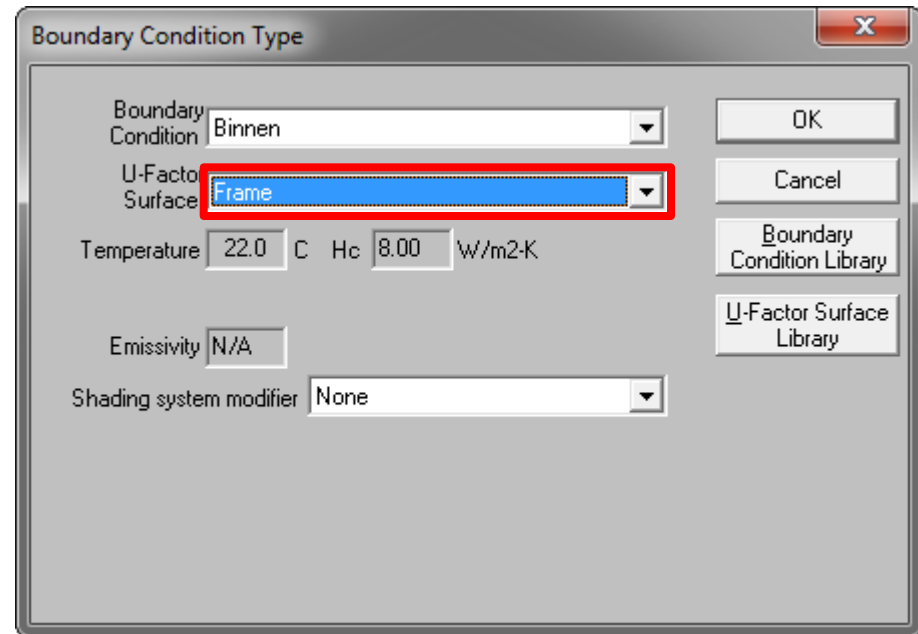 Boundary Condition Type
Boundary
Condition
Binnen
OK
U-Factor
Surface
Frame
Cancel
Temperature 22.0 C Hc 8.00 W/m2-K
Boundary
Condition Library
U-Factor Surface
Library
Emissivity N/A
Shading system modifier None